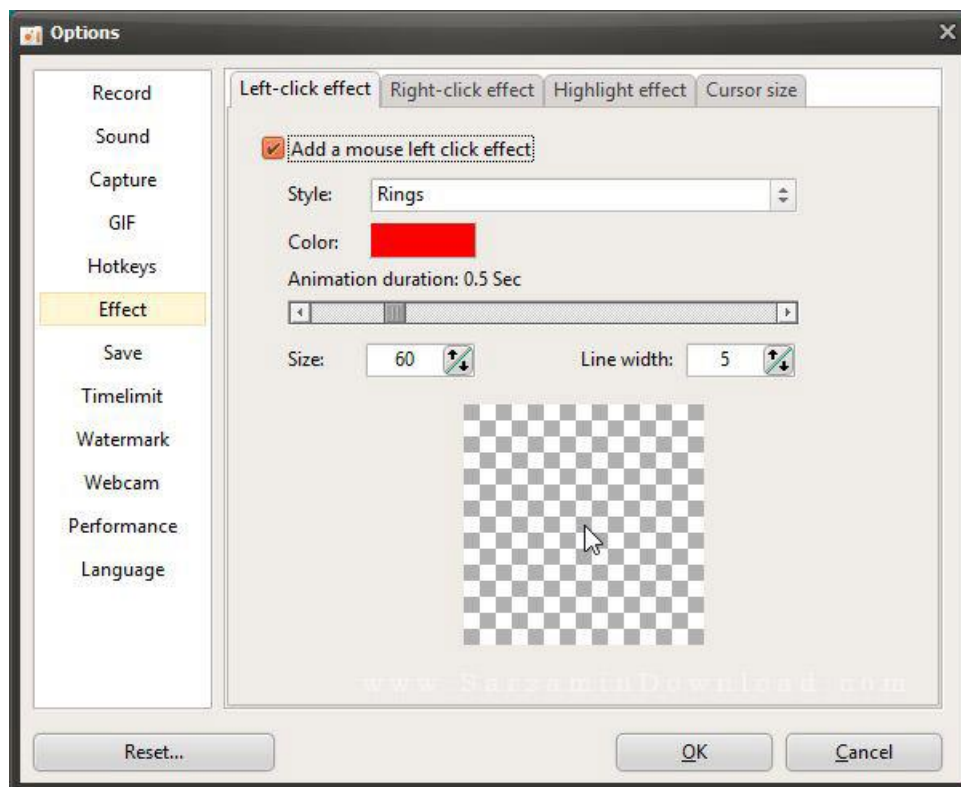 Options
Record
Sound
Capture
GIF
Hotkeys
Effect
Save
Timelimit
Watermark
Webcam
Performance
Language
Left-click effect Right-click effect Highlight effect Cursor size
Add a mouse left click effect
Style: Rings
Color:
Animation duration: 0.5 Sec
Size: 60 Line width: 5
www.SarzaminDownload.com
Reset... OK Cancel